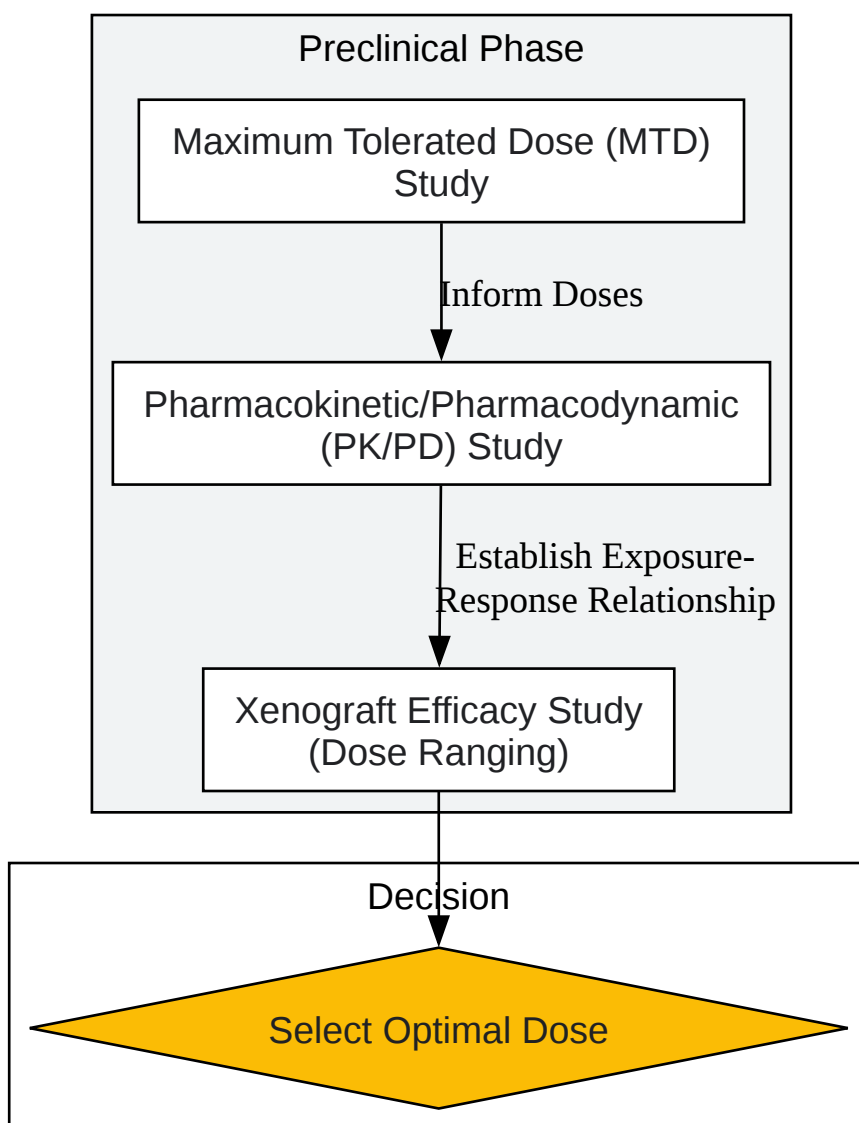 Preclinical Phase
Maximum Tolerated Dose (MTD)
Study
Inform Doses
Pharmacokinetic/Pharmacodynamic
(PK/PD) Study
Establish Exposure-
Response Relationship
Xenograft Efficacy Study
(Dose Ranging)
Decision
Select Optimal Dose